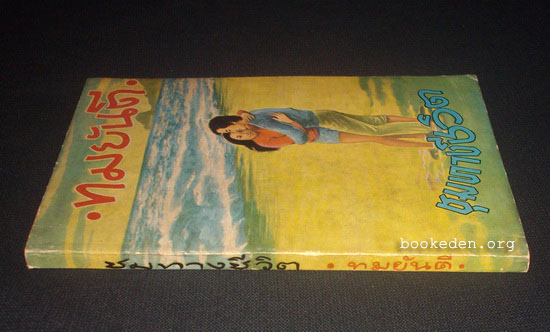 · ทมยันตี ·
ชุมทางชีวิต
ชุมทางชีวิต
· ทมยันตี ·
bookeden.org